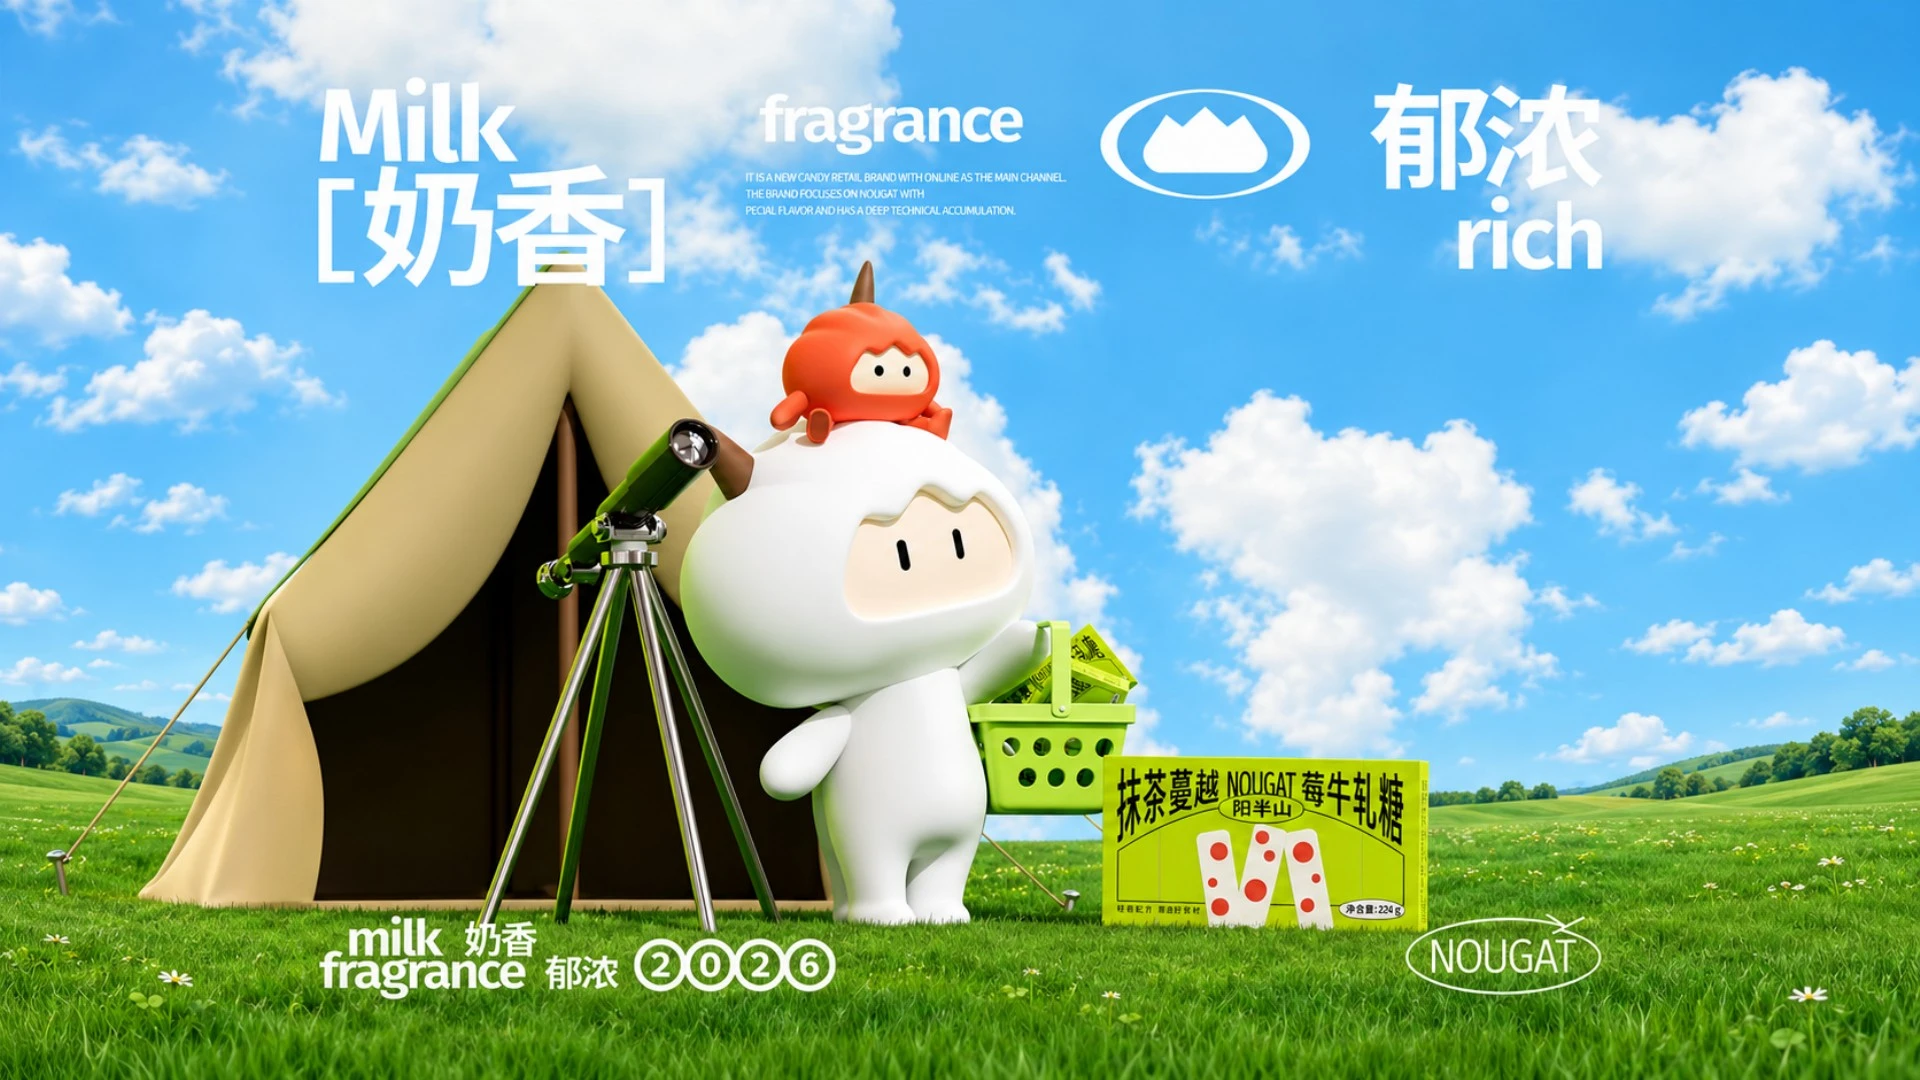 Milk
[奶香]
fragrance
IT IS A NEW CANDY RETAIL BRAND WITH ONLINE AS THE MAIN CHANNEL.
THE BRAND FOCUSES ON NOUGAT WITH
PECIAL FLAVOR AND HAS A DEEP TECHNICAL ACCUMULATION.
郁浓
rich
抹茶蔓越 NOUGAT 莓牛轧糖
阳半山
净含量:224g
milk 奶香
fragrance 郁浓
2026
NOUGAT